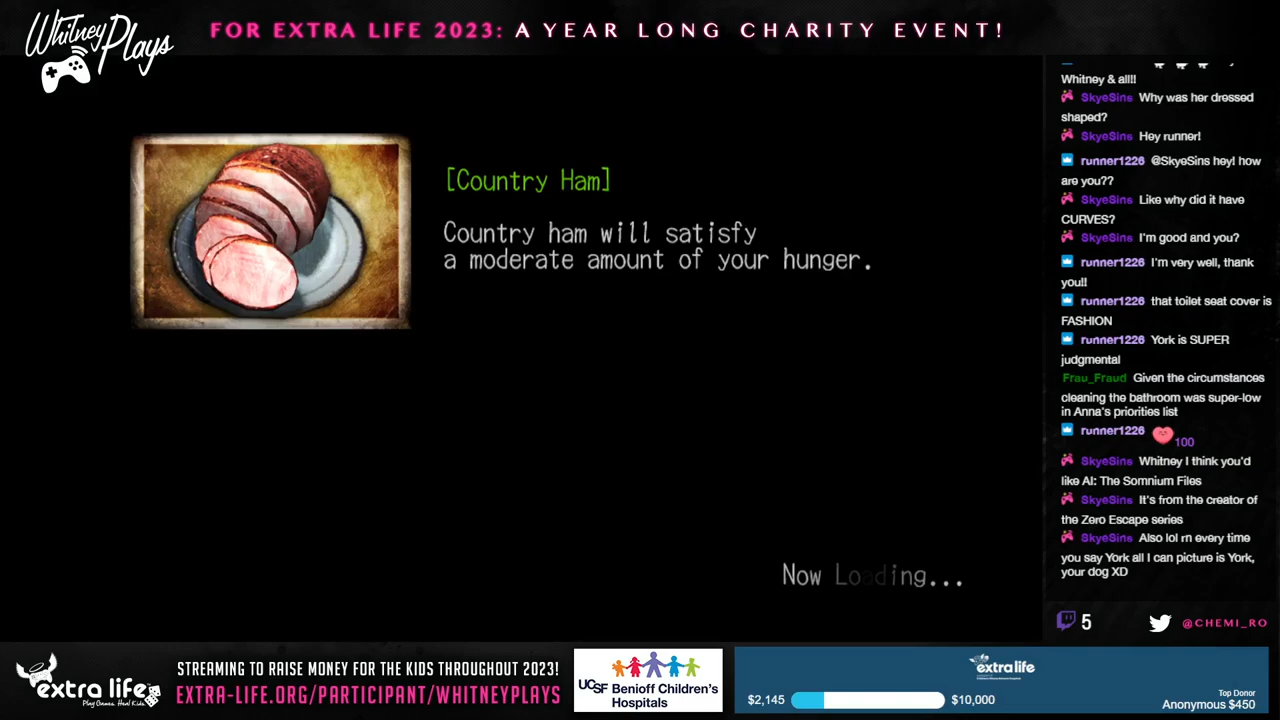 Whitney Plays
FOR EXTRA LIFE 2023: A YEAR LONG CHARITY EVENT!
[Country Ham]
Country ham will satisfy
a moderate amount of your hunger.
Now Loading...
Whitney & all!!
SkyeSins Why was her dressed
shaped?
SkyeSins Hey runner!
runner1226 @SkyeSins hey! how
are you??
SkyeSins Like why did it have
CURVES?
SkyeSins I'm good and you?
runner1226 I'm very well, thank
you!!
runner1226 that toilet seat cover is
FASHION
runner1226 York is SUPER
judgmental
Frau_Fraud Given the circumstances
cleaning the bathroom was super-low
in Anna's priorities list
runner1226 100
SkyeSins Whitney I think you'd
like AI: The Somnium Files
SkyeSins It's from the creator of
the Zero Escape series
SkyeSins Also lol rn every time
you say York all I can picture is York,
your dog XD
5 @CHEMI_RO
extra life
Play Games. Heal Kids.
STREAMING TO RAISE MONEY FOR THE KIDS THROUGHOUT 2023!
EXTRA-LIFE.ORG/PARTICIPANT/WHITNEYPLAYS
UCSF Benioff Children's
Hospitals
extra life
$2,145 $10,000
Top Donor
Anonymous $450